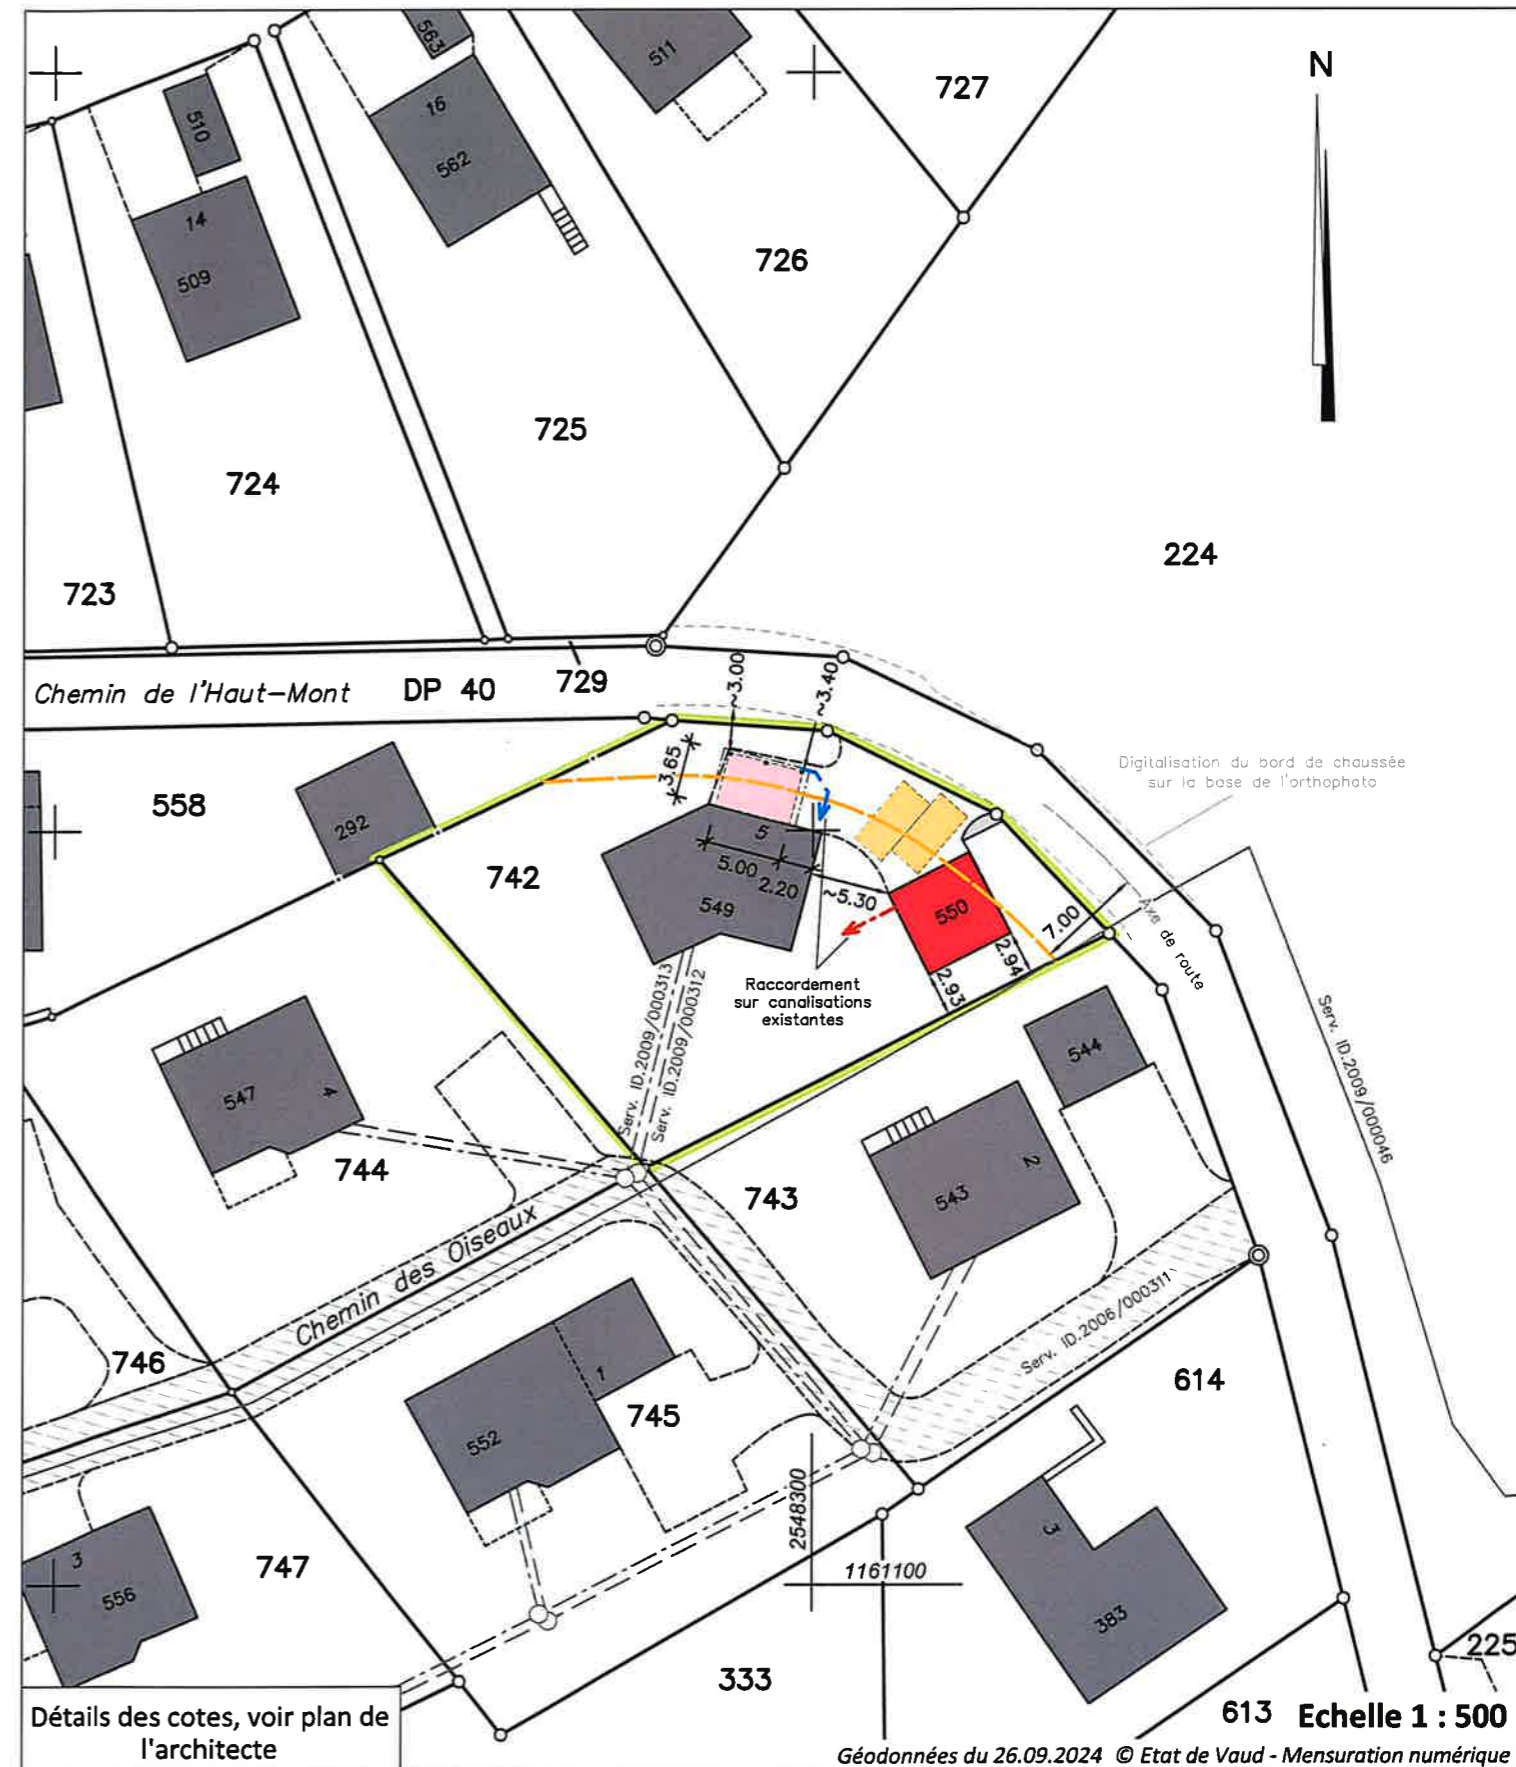 563
511
727
N
16
562
510
14
509
726
725
724
723
224
Chemin de l'Haut-Mont
DP 40
729
~3.00
~3.40
3.65
Digitalisation du bord de chaussée
sur la base de l'orthophoto
558
292
742
5
5.00
2.20
~5.30
549
550
7.00
Axe de route
2.94
2.93
Raccordement
sur canalisations
existantes
Serv. ID.2009/000313
Serv. ID.2009/000312
Serv. ID.2009/000046
544
547
4
744
743
543
2
Chemin des Oiseaux
Serv. ID.2006/000311
746
1
745
552
614
2548300
1161100
3
383
3
556
747
333
225
613
Echelle 1 : 500
Détails des cotes, voir plan de
l'architecte
Géodonnées du 26.09.2024 © Etat de Vaud - Mensuration numérique